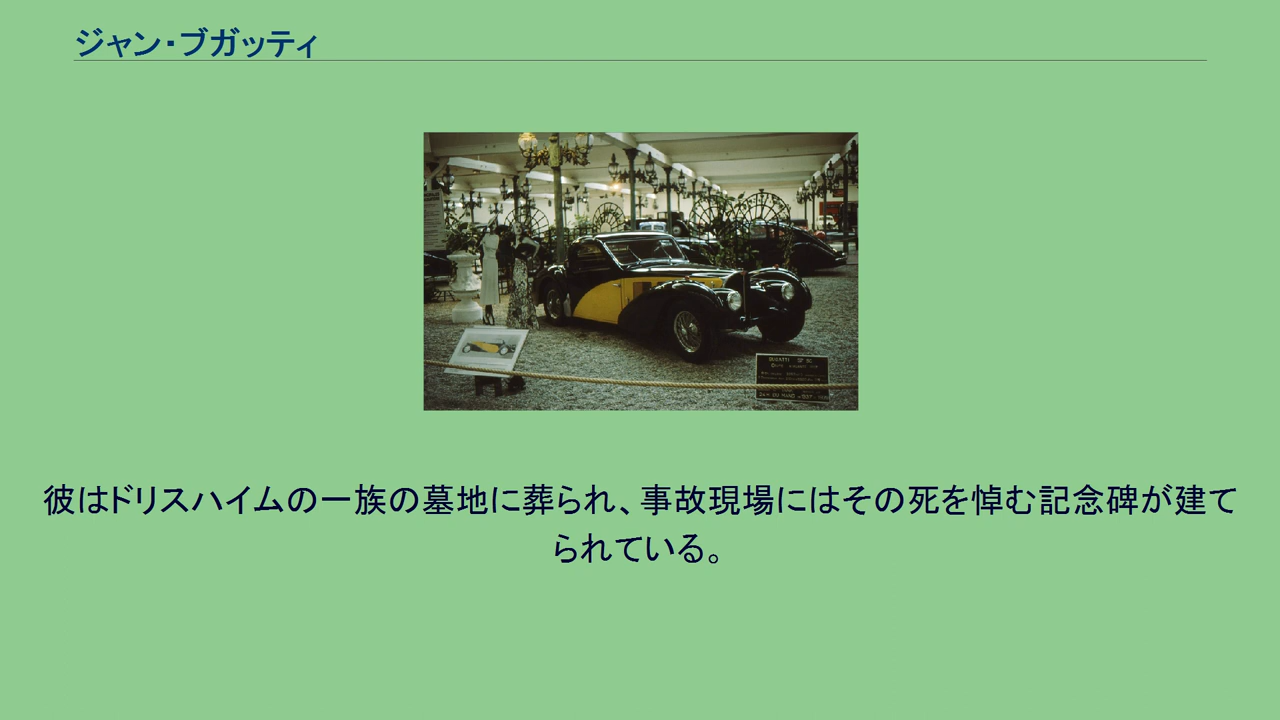 ジャン・ブガッティ
BUGATTI
彼はドリスハイムの一族の墓地に葬られ、事故現場にはその死を悼む記念碑が建て
られている。